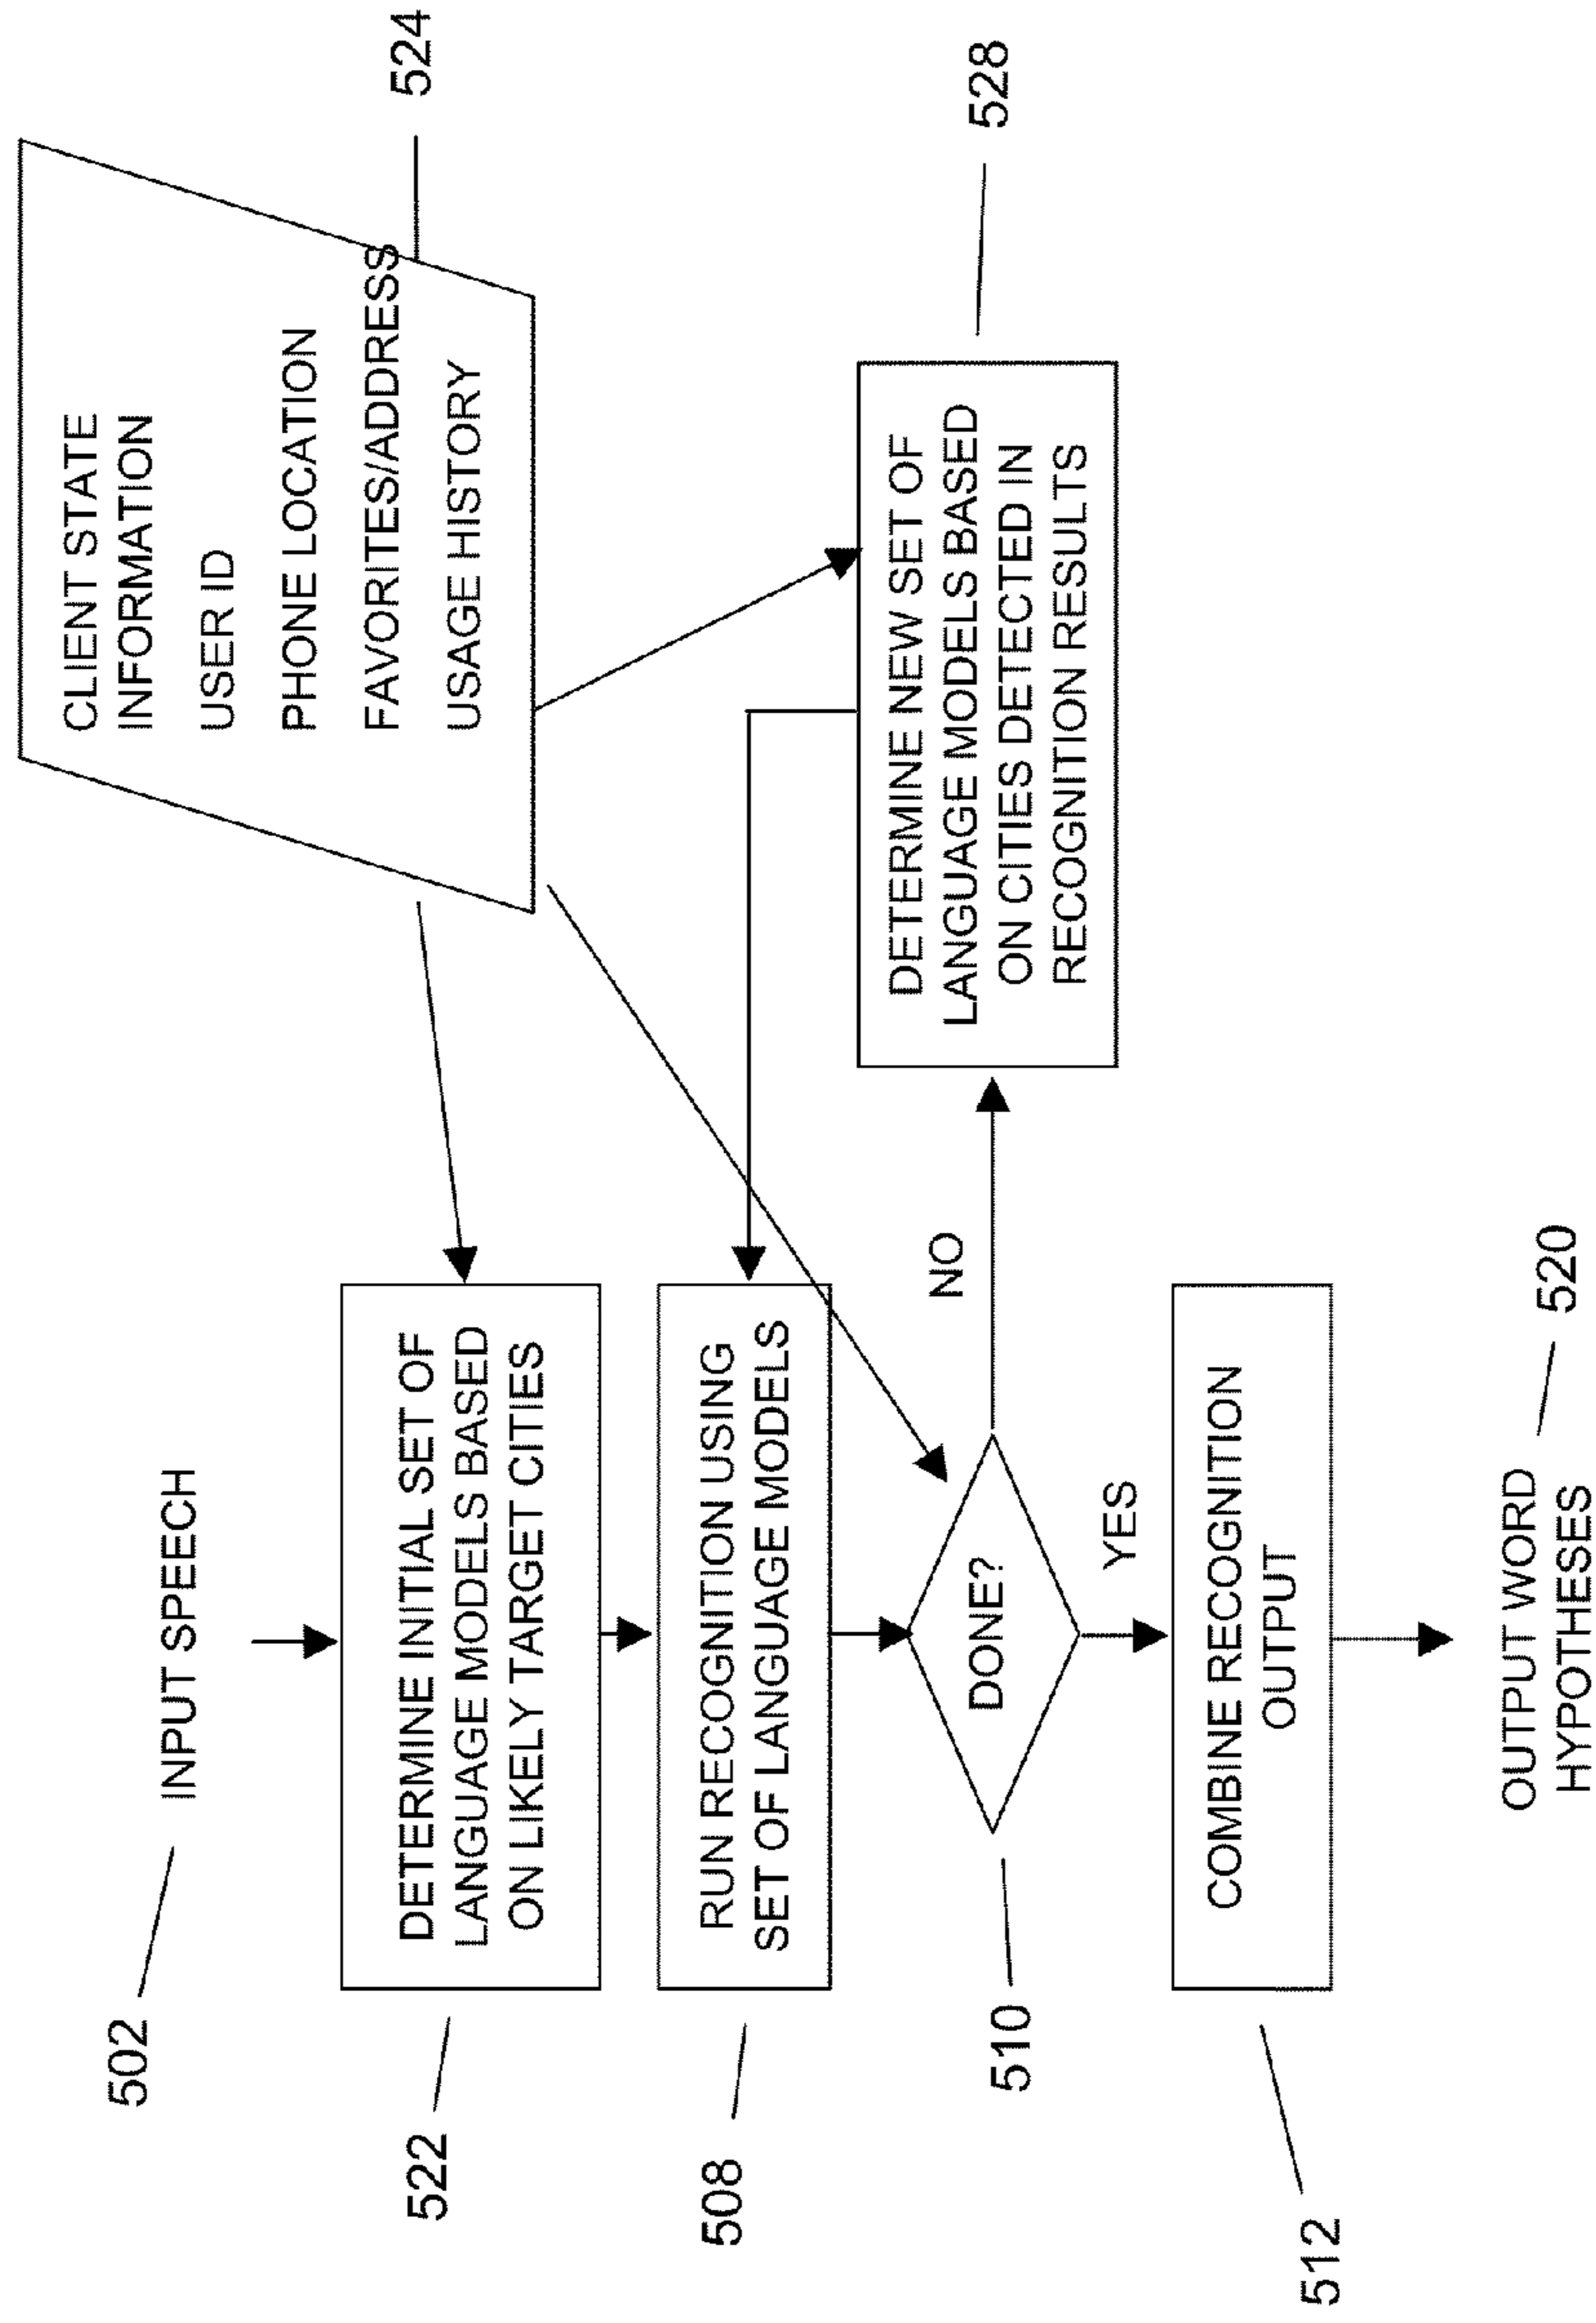 502
INPUT SPEECH
CLIENT STATE
INFORMATION
USER ID
PHONE LOCATION
FAVORITES/ADDRESS
USAGE HISTORY
524
522
DETERMINE INITIAL SET OF
LANGUAGE MODELS BASED
ON LIKELY TARGET CITIES
508
RUN RECOGNITION USING
SET OF LANGUAGE MODELS
510
DONE?
NO
DETERMINE NEW SET OF
LANGUAGE MODELS BASED
ON CITIES DETECTED IN
RECOGNITION RESULTS
528
YES
512
COMBINE RECOGNITION
OUTPUT
OUTPUT WORD
HYPOTHESES
520